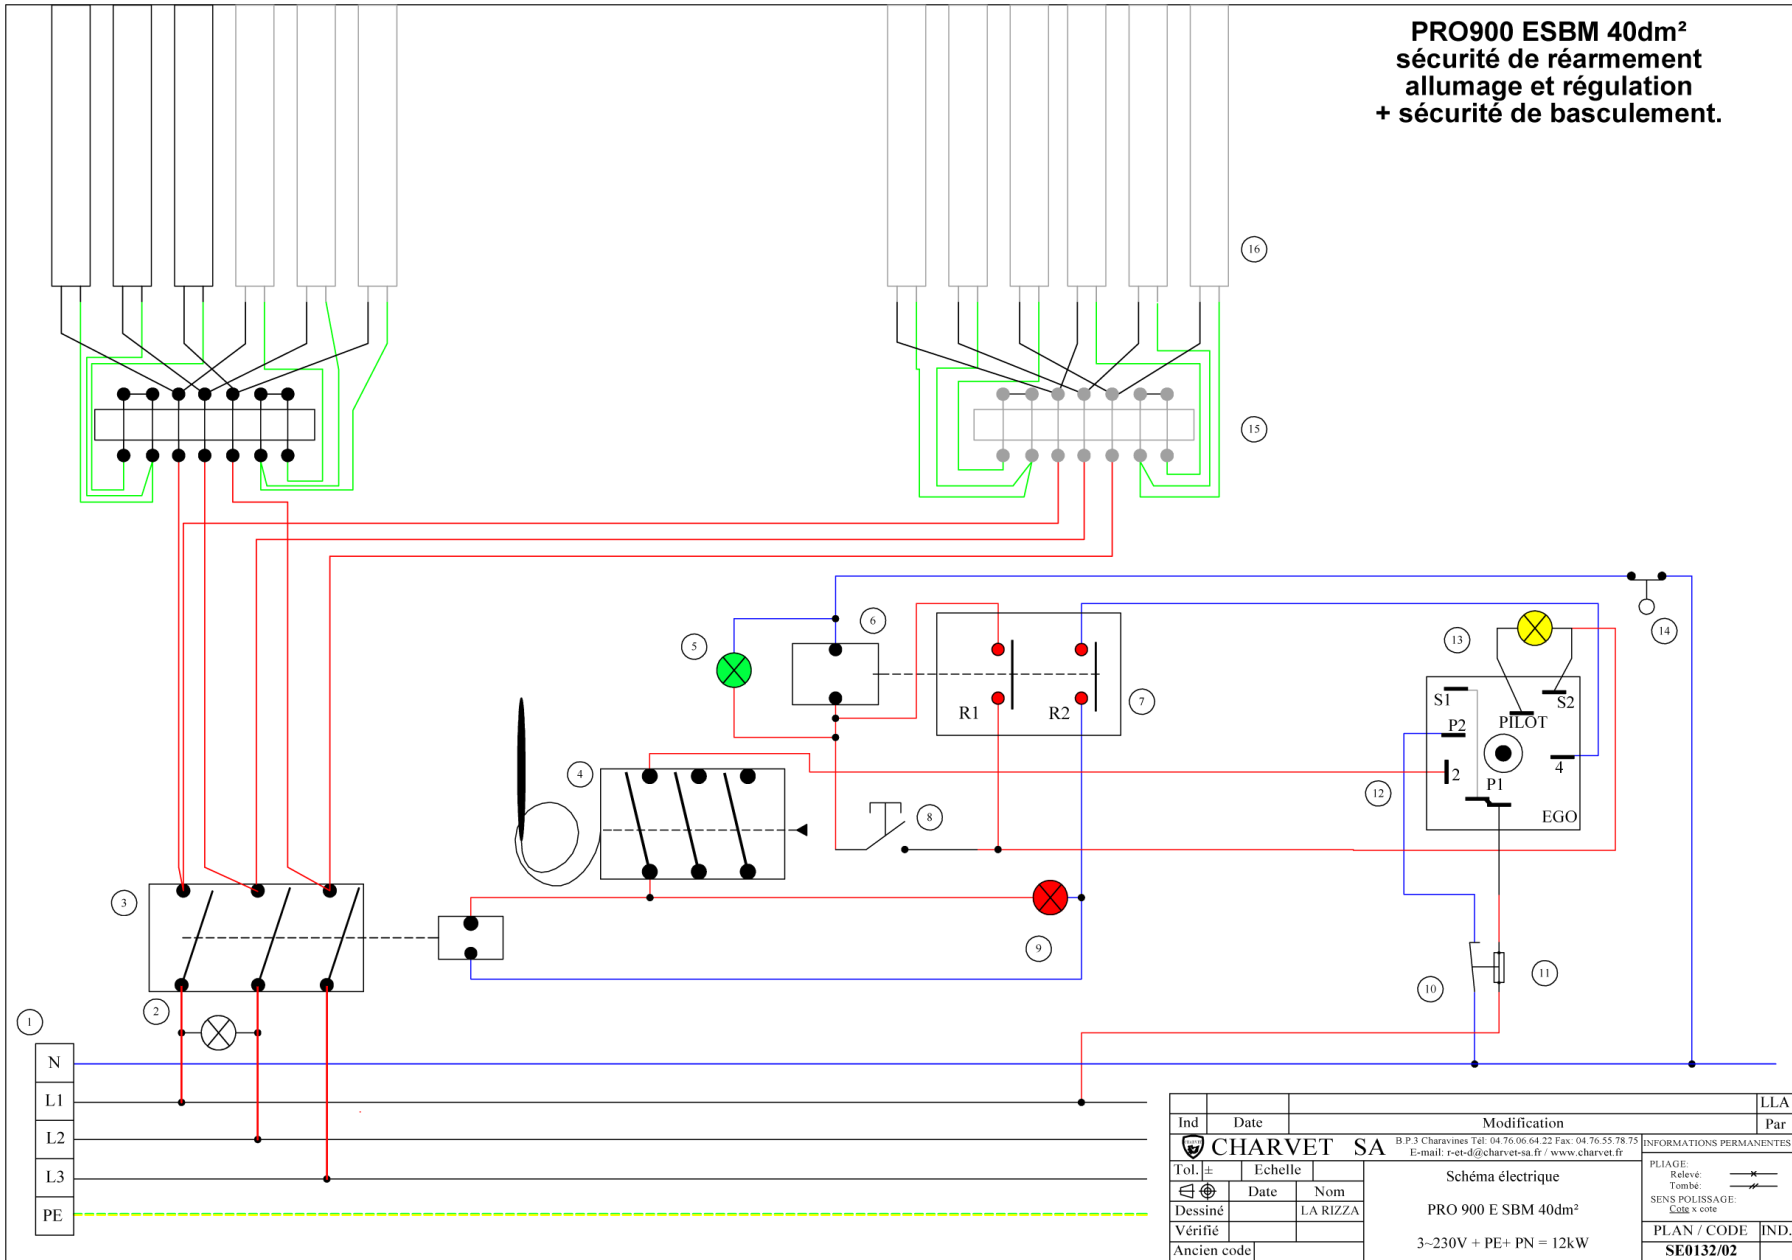 PRO900 ESBM 40dm²
sécurité de réarmement
allumage et régulation
+ sécurité de basculement.
16
15
6
5
13
14
7
R1
R2
S1
S2
P2
PILOT
4
2
4
P1
12
8
EGO
3
9
10
11
2
1
N
L1
L2
L3
PE
LLA
Ind
Date
Modification
Par
CHARVET SA
B.P.3 Charavines Tél: 04.76.06.64.22 Fax: 04.76.55.78.75
E-mail: r-et-d@charvet-sa.fr / www.charvet.fr
INFORMATIONS PERMANENTES
Tol. ±
Echelle
Schéma électrique
PLIAGE:
Relevé:
Tombé:
Date
Nom
SENS POLISSAGE:
Cote x cote
Dessiné
LA RIZZA
PRO 900 E SBM 40dm²
Vérifié
PLAN / CODE
IND.
Ancien code
3~230V + PE+ PN = 12kW
SE0132/02